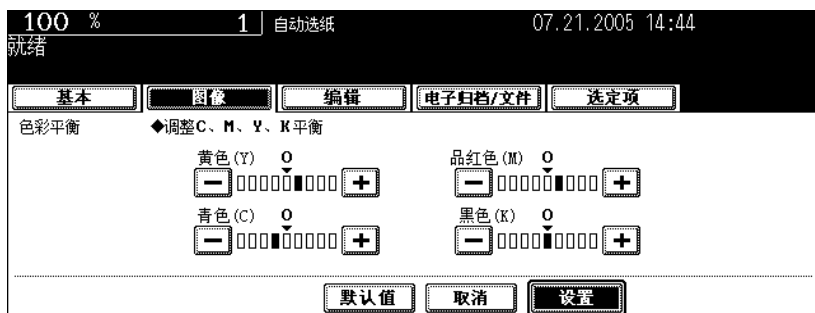 100 % 1 自动选纸 07.21.2005 14:44
就绪
基本 图像 编辑 电子归档/文件 选定项
色彩平衡 ◆调整C、M、Y、K平衡
黄色(Y) 0 品红色(M) 0
− + − +
青色(C) 0 黑色(K) 0
− + − +
默认值 取消 设置